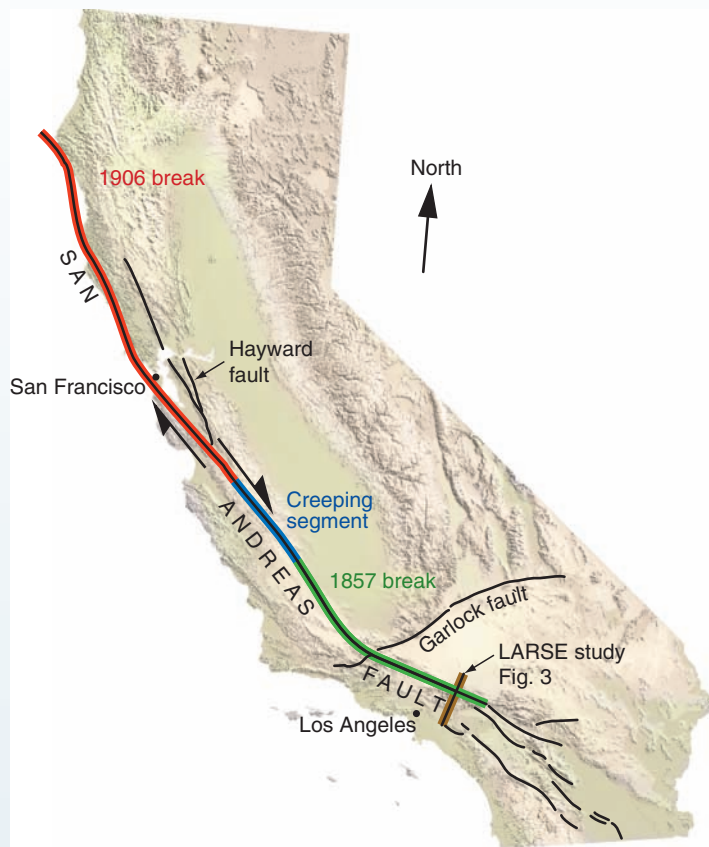 1906 break
North
SAN
Hayward
fault
San Francisco
Creeping
segment
ANDREAS
1857 break
Garlock fault
LARSE study
Fig. 3
FAULT
Los Angeles